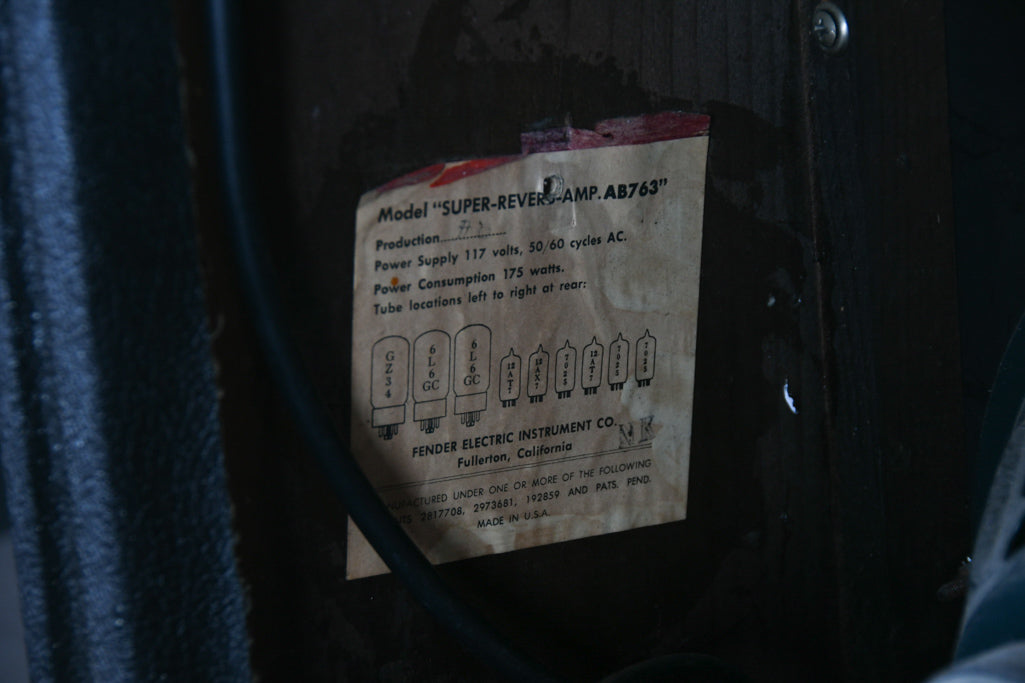 Model "SUPER-REVERB-AMP. AB763"
Production............
Power Supply 117 volts, 50/60 cycles AC.
Power Consumption 175 watts.
Tube locations left to right at rear:
GZ34 6L6GC 6L6GC 12AT7 12AX7 7025 12AT7 7025 7025
FENDER ELECTRIC INSTRUMENT CO.
Fullerton, California
NK
UNDER ONE OR MORE OF THE FOLLOWING
2817708, 2973681, 192859 AND PATS. PEND.
MADE IN U.S.A.